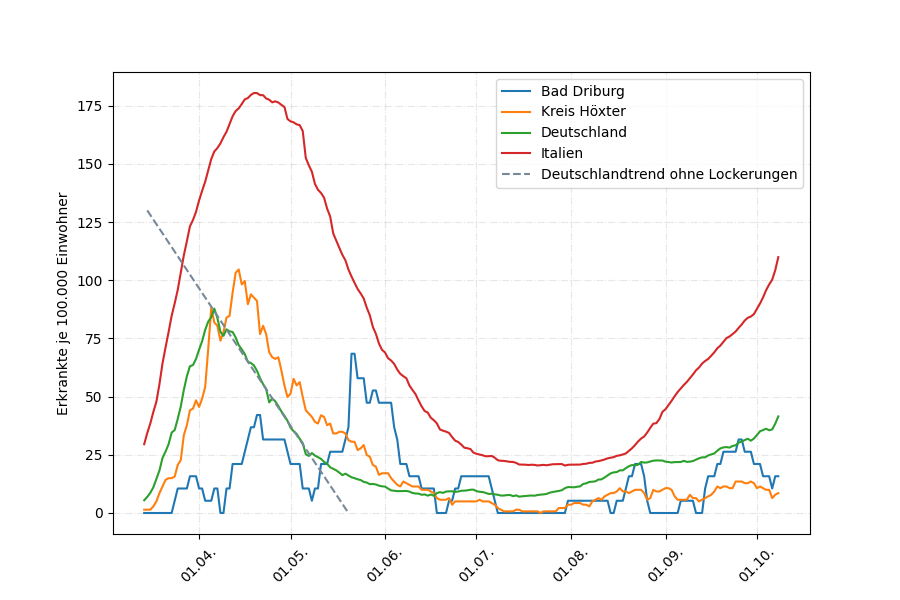 Bad Driburg
Kreis Höxter
Deutschland
Italien
Deutschlandtrend ohne Lockerungen
Erkrankte je 100.000 Einwohner
175
150
125
100
75
50
25
0
01.04.
01.05.
01.06.
01.07.
01.08.
01.09.
01.10.